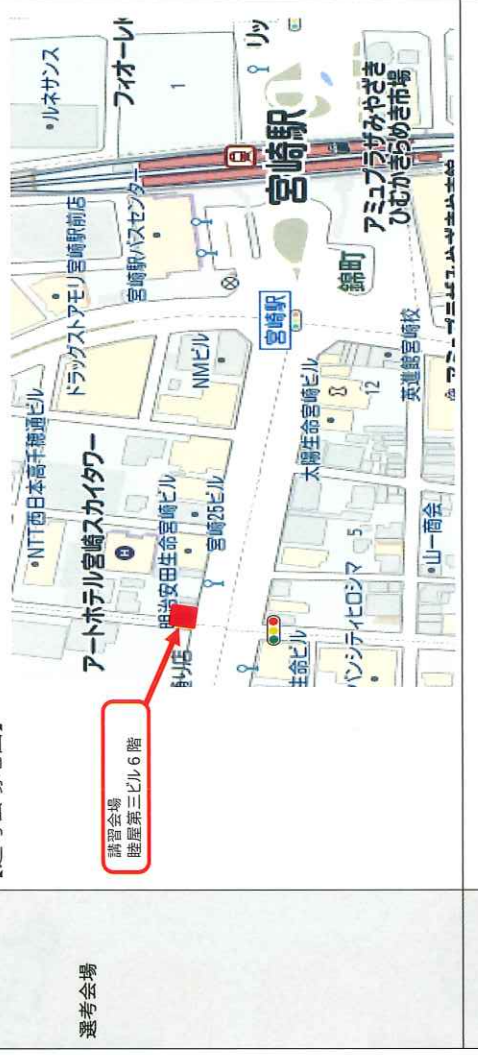 選考会場
講習会場
睦屋第三ビル6階
NTT西日本高千穂通ビル
ルネサンス
ドラッグストアモリ 宮崎駅前店
フィオーレ
アートホテル宮崎スカイタワー
宮崎駅バスセンター
1
リッ
H
NMビル
明治安田生命宮崎ビル
宮崎25ビル
宮崎駅
宮崎駅
錦町
アミュプラザみやざき
ひむかきらめき市場
太陽生命宮崎ビル
12
英進館宮崎校
生命ビル
パンシティヒロシマ
5
山一商会